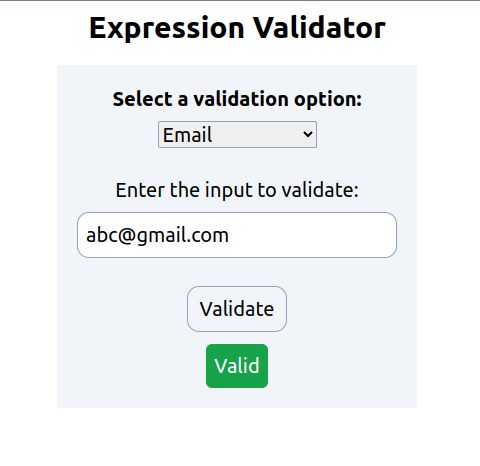 Expression Validator
Select a validation option:
Email
Enter the input to validate:
abc@gmail.com
Validate
Valid